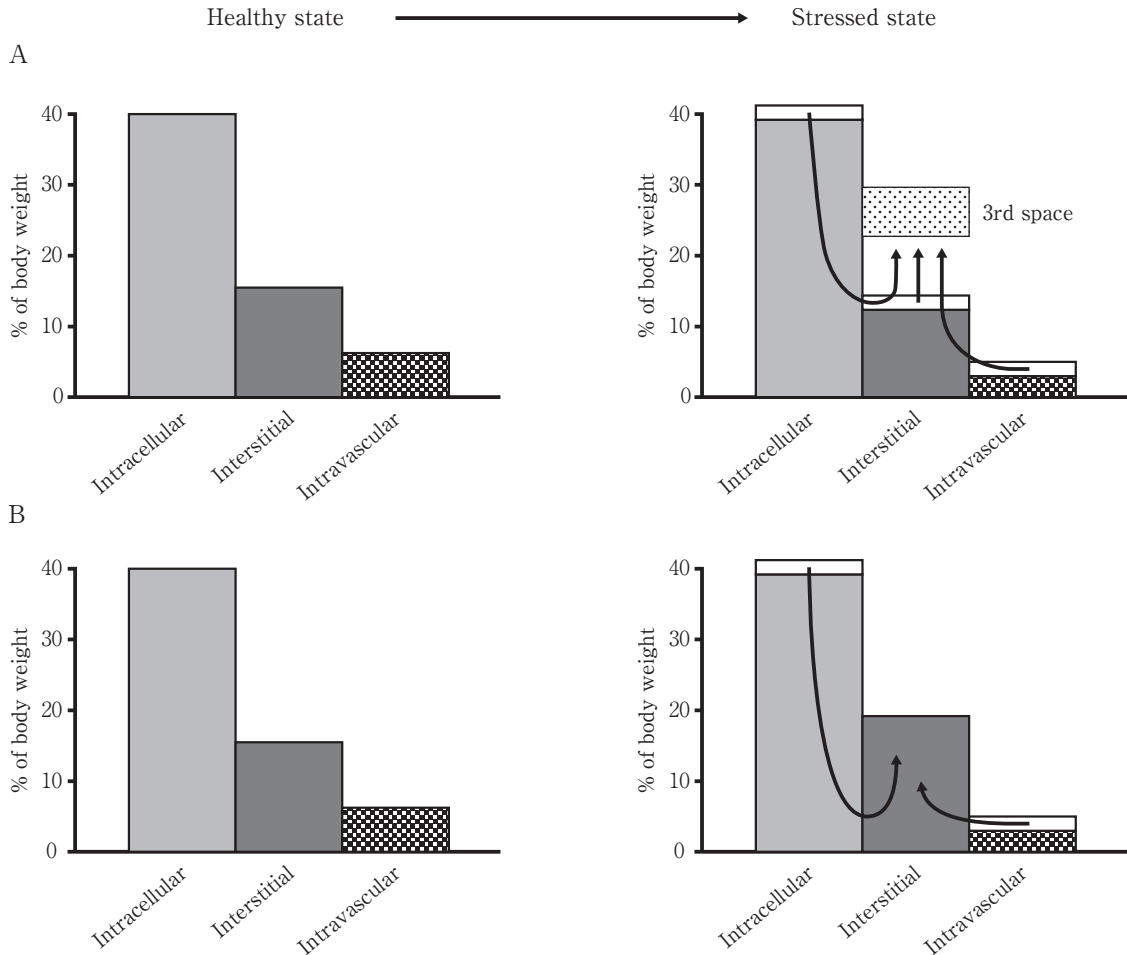 Healthy state
Stressed state
A
% of body weight
40
30
20
10
0
Intracellular
Interstitial
Intravascular
% of body weight
40
30
20
10
0
3rd space
Intracellular
Interstitial
Intravascular
B
% of body weight
40
30
20
10
0
Intracellular
Interstitial
Intravascular
% of body weight
40
30
20
10
0
Intracellular
Interstitial
Intravascular